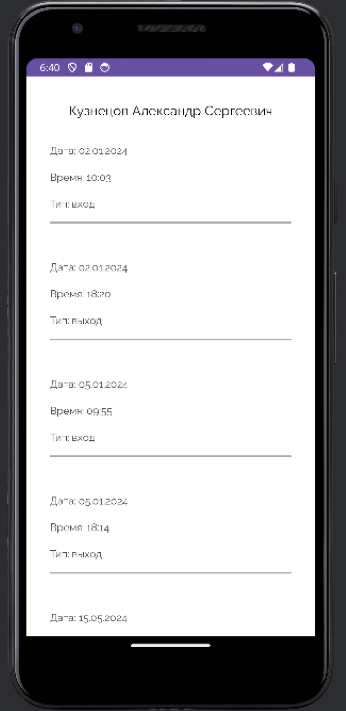 6:40
Кузнецов Александр Сергеевич
Дата: 02.01.2024
Время: 10:03
Тип: вход
Дата: 02.01.2024
Время: 18:20
Тип: выход
Дата: 05.01.2024
Время: 09:55
Тип: вход
Дата: 05.01.2024
Время: 18:14
Тип: выход
Дата: 15.05.2024